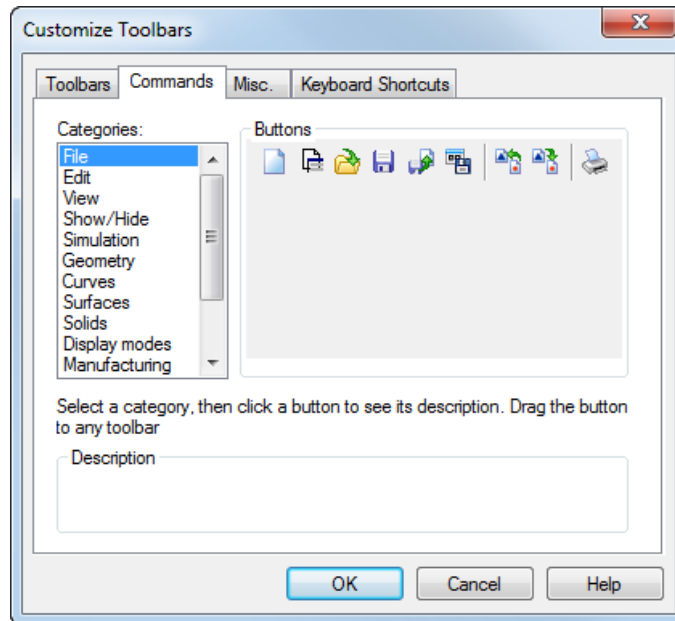 Customize Toolbars
Toolbars Commands Misc. Keyboard Shortcuts
Categories: Buttons
File
Edit
View
Show/Hide
Simulation
Geometry
Curves
Surfaces
Solids
Display modes
Manufacturing
Select a category, then click a button to see its description. Drag the button
to any toolbar
Description
OK Cancel Help